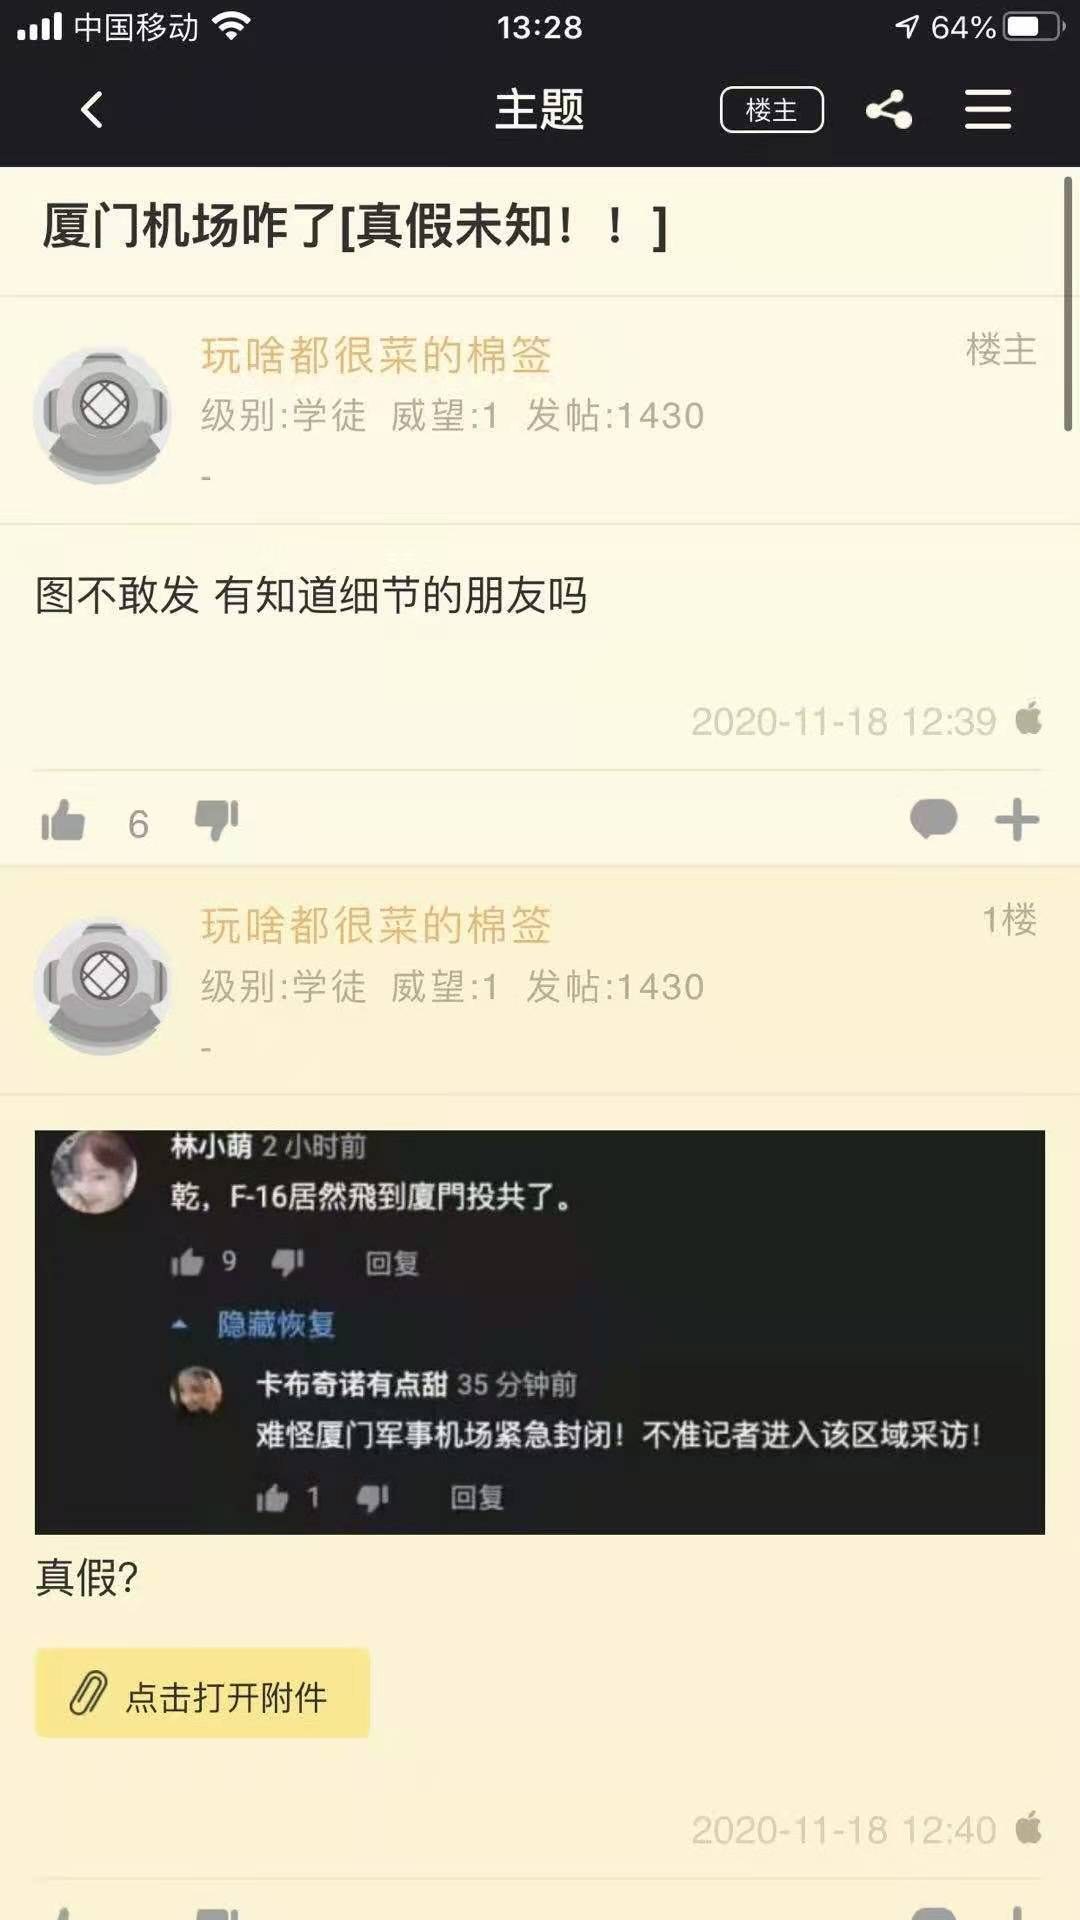 中国移动
13:28
64%
主题
楼主
厦门机场咋了[真假未知！！]
玩啥都很菜的棉签
楼主
级别:学徒 威望:1 发帖:1430
-
图不敢发 有知道细节的朋友吗
2020-11-18 12:39
6
玩啥都很菜的棉签
1楼
级别:学徒 威望:1 发帖:1430
-
林小萌 2 小时前
乾，F-16居然飛到廈門投共了。
9 回复
隐藏恢复
卡布奇诺有点甜 35 分钟前
难怪厦门军事机场紧急封闭！不准记者进入该区域采访！
1 回复
真假?
点击打开附件
2020-11-18 12:40